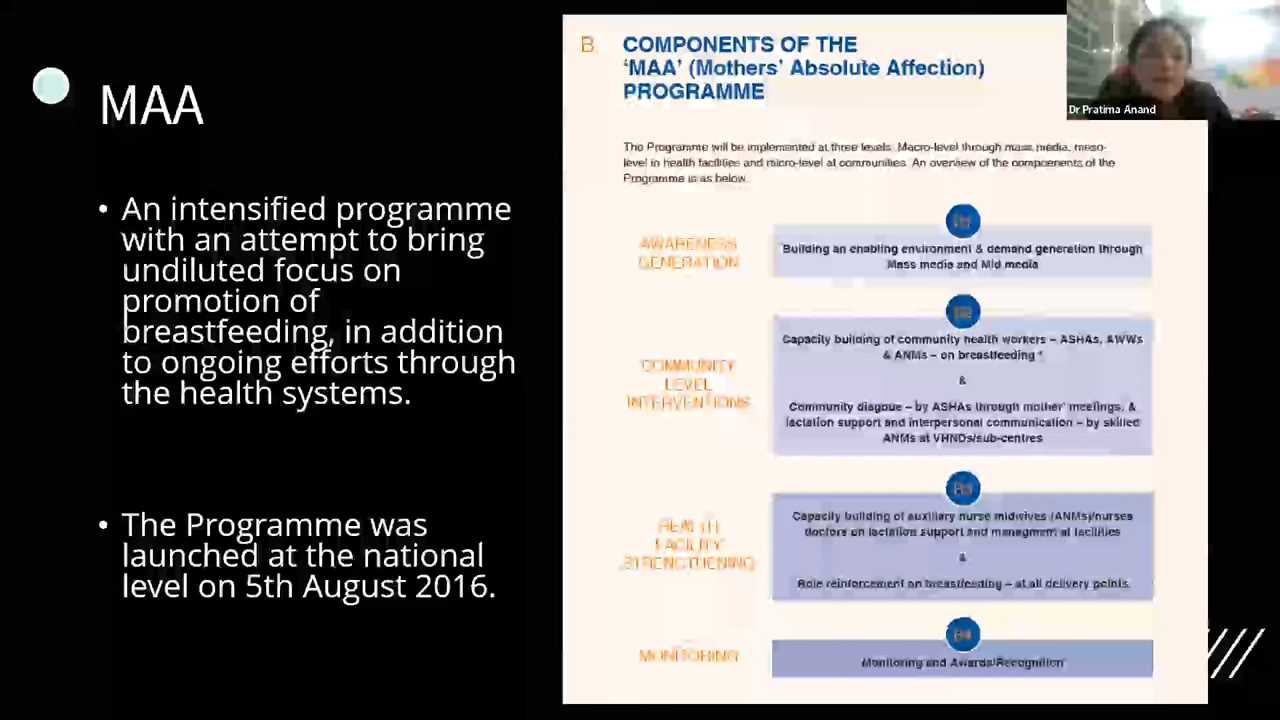 MAA
• An intensified programme
with an attempt to bring
undiluted focus on
promotion of
breastfeeding, in addition
to ongoing efforts through
the health systems.
• The Programme was
launched at the national
level on 5th August 2016.
B.
COMPONENTS OF THE
‘MAA’ (Mothers’ Absolute Affection)
PROGRAMME
The Programme will be implemented at three levels. Macro-level through mass media, meso-
level in health facilities and micro-level at communities. An overview of the components of the
Programme is as below.
AWARENESS
GENERATION
B1
Building an enabling environment & demand generation through
Mass media and Mid media
COMMUNITY
LEVEL
INTERVENTIONS
B2
Capacity building of community health workers – ASHAs, AWWs
& ANMs – on breastfeeding *
&
Community diagoue – by ASHAs through mother’ meetings, &
lactation support and interpersonal communication – by skilled
ANMs at VHNDs/sub-centres
HEALTH
FACILITY
STRENGTHENING
B3
Capacity building of auxiliary nurse midwives (ANMs)/nurses
doctors on lactation support and managment at facilities
&
Role reinforcement on breastfeeding – at all delivery points
MONITORING
B4
Monitoring and Awards/Recognition
Dr Pratima Anand